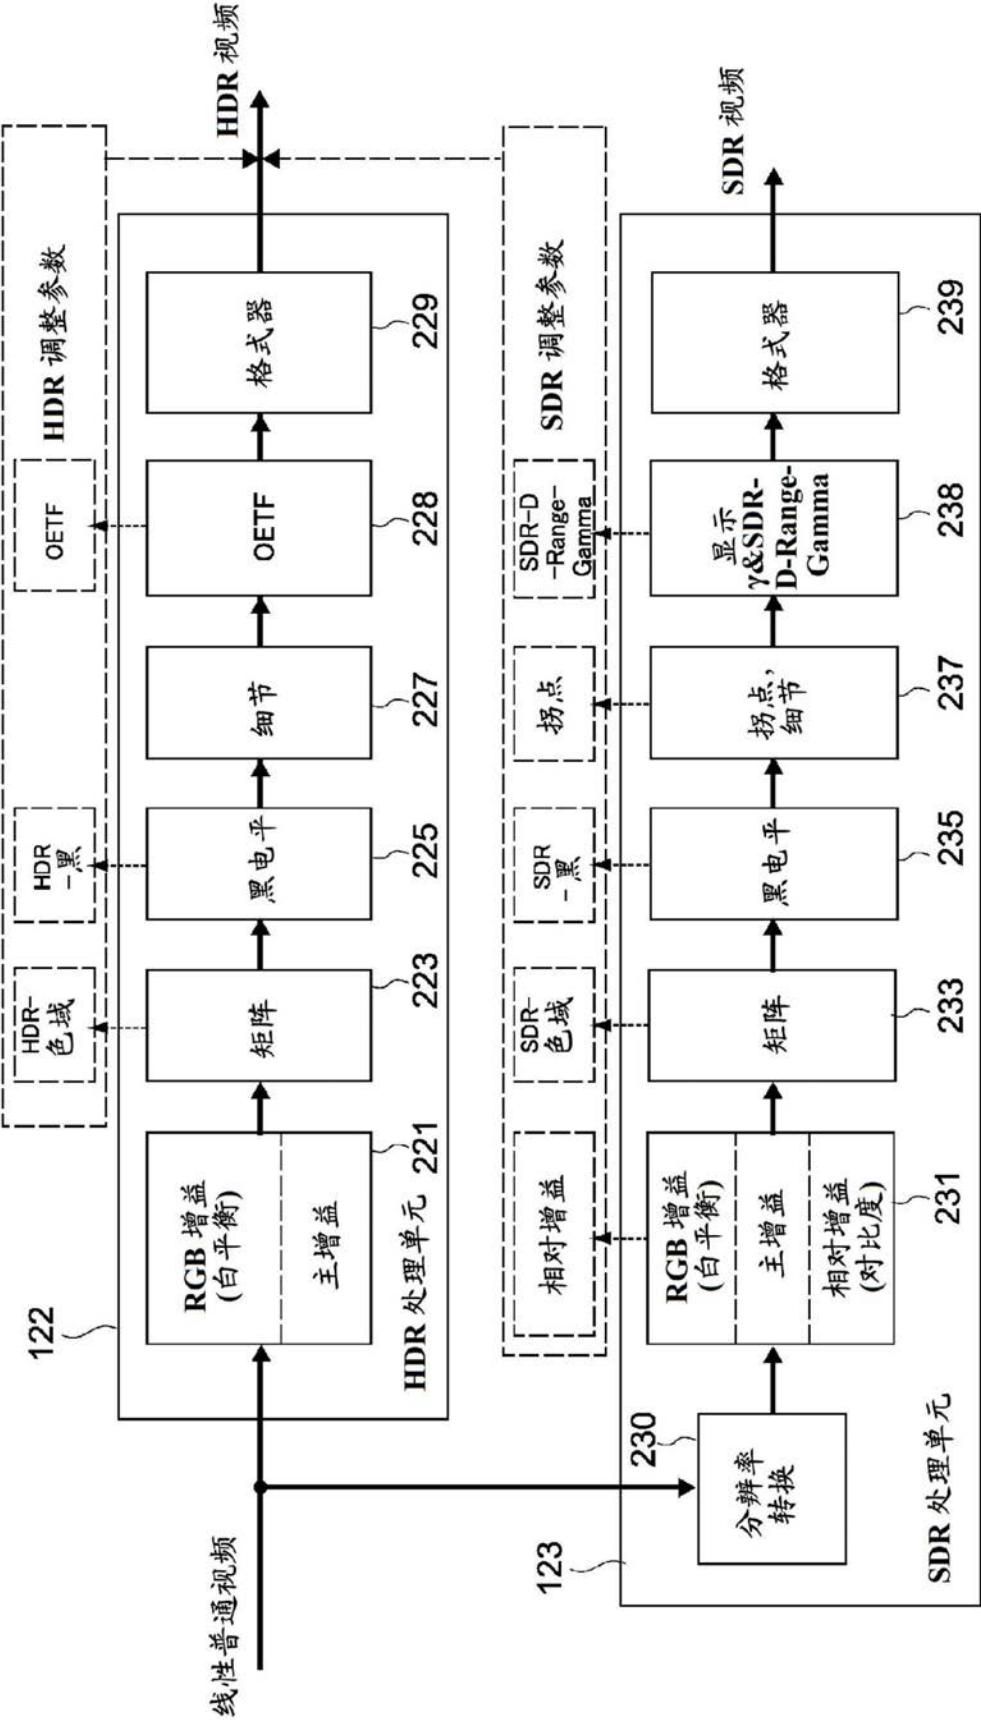 HDR 调整参数
HDR-
色域
HDR
-黑
OETF
122
线性普通视频
RGB 增益
(白平衡)
主增益
221
矩阵
223
黑电平
225
细节
227
OETF
228
格式器
229
HDR 处理单元
HDR 视频
SDR 调整参数
相对增益
SDR-
色域
SDR
-黑
拐点
SDR-D
-Range-
Gamma
123
分辨率
转换
230
RGB 增益
(白平衡)
主增益
相对增益
(对比度)
231
矩阵
233
黑电平
235
拐点,
细节
237
显示
γ&SDR-
D-Range-
Gamma
238
格式器
239
SDR 处理单元
SDR 视频